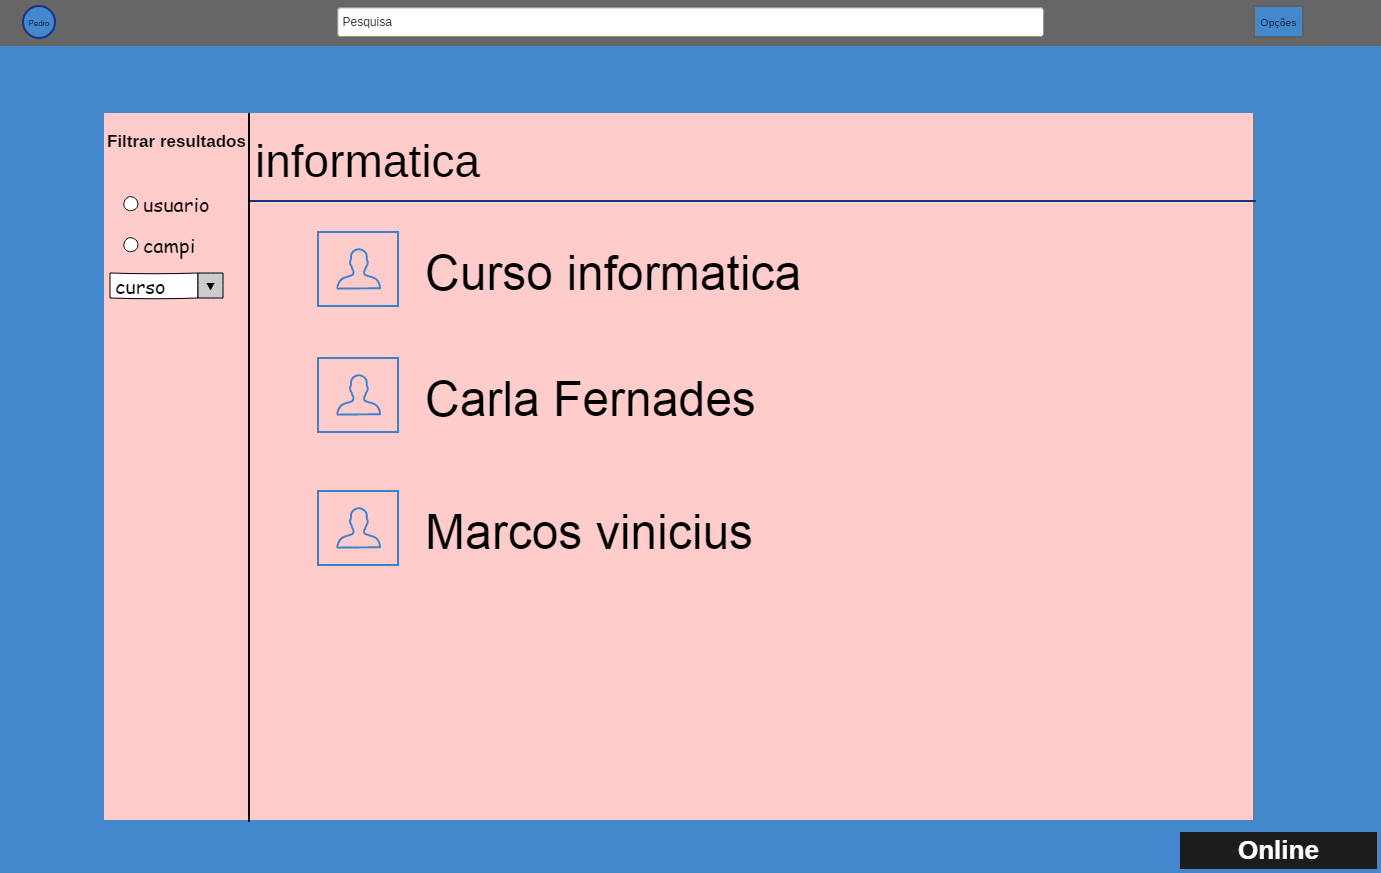 Pedro
Pesquisa
Opções
Filtrar resultados
usuario
campi
curso
informatica
Curso informatica
Carla Fernades
Marcos vinicius
Online